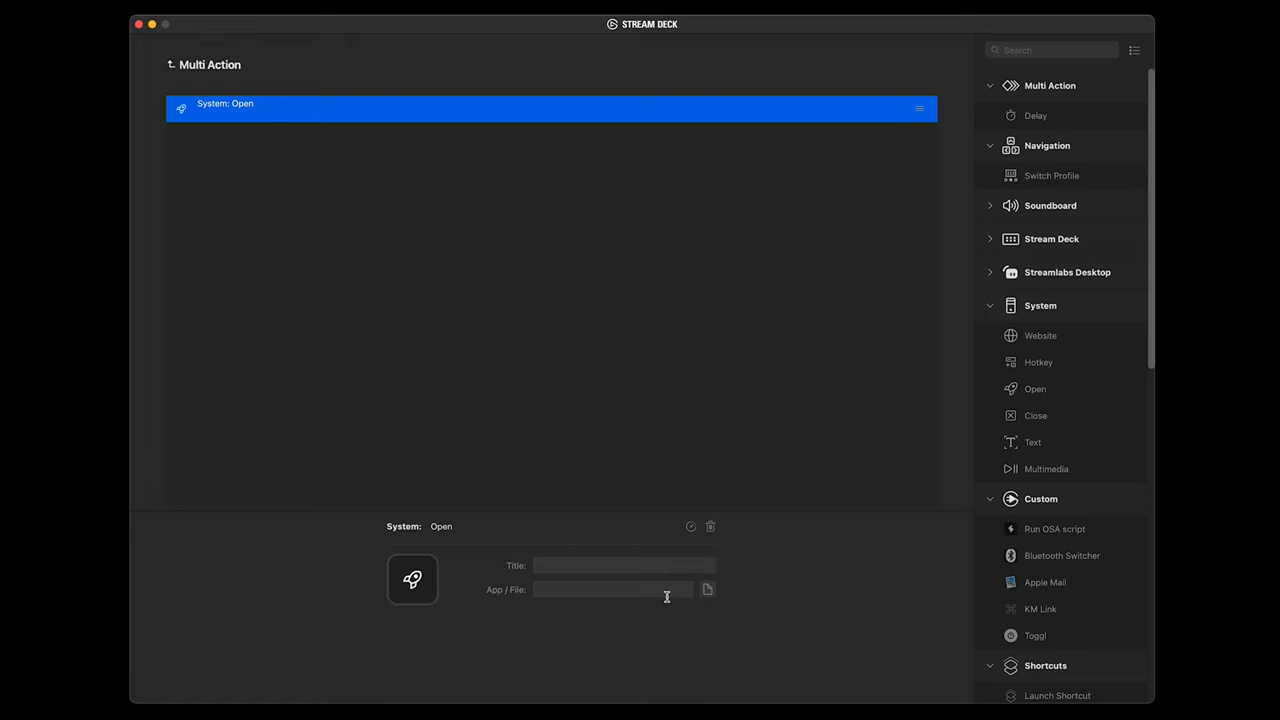 STREAM DECK
Multi Action
System: Open
Search
Multi Action
Delay
Navigation
Switch Profile
Soundboard
Stream Deck
Streamlabs Desktop
System
Website
Hotkey
Open
Close
Text
Multimedia
Custom
Run OSA script
Bluetooth Switcher
Apple Mail
KM Link
Toggl
Shortcuts
Launch Shortcut
System: Open
Title:
App / File: